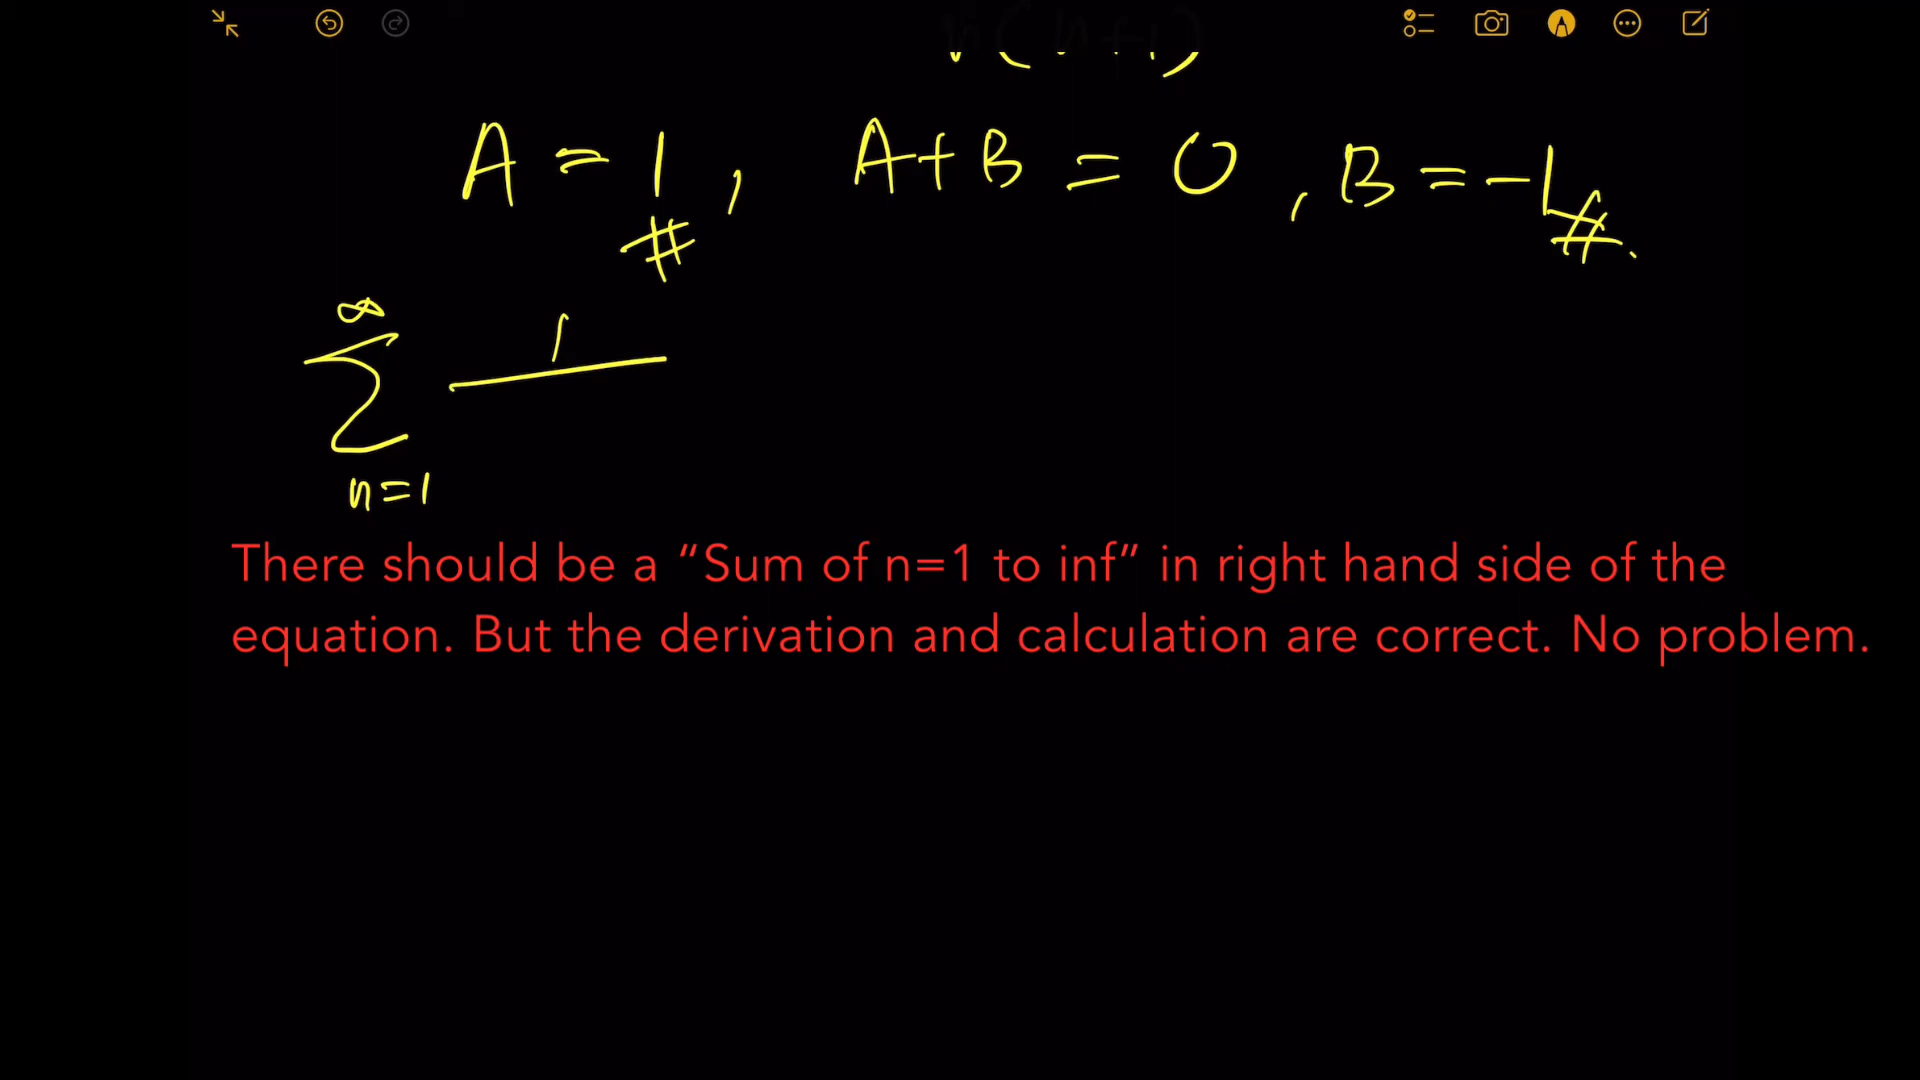 n(n+1)
A = 1, A+B = 0, B = -1
#
#.
∞
∑ 1
n=1
There should be a “Sum of n=1 to inf” in right hand side of the
equation. But the derivation and calculation are correct. No problem.